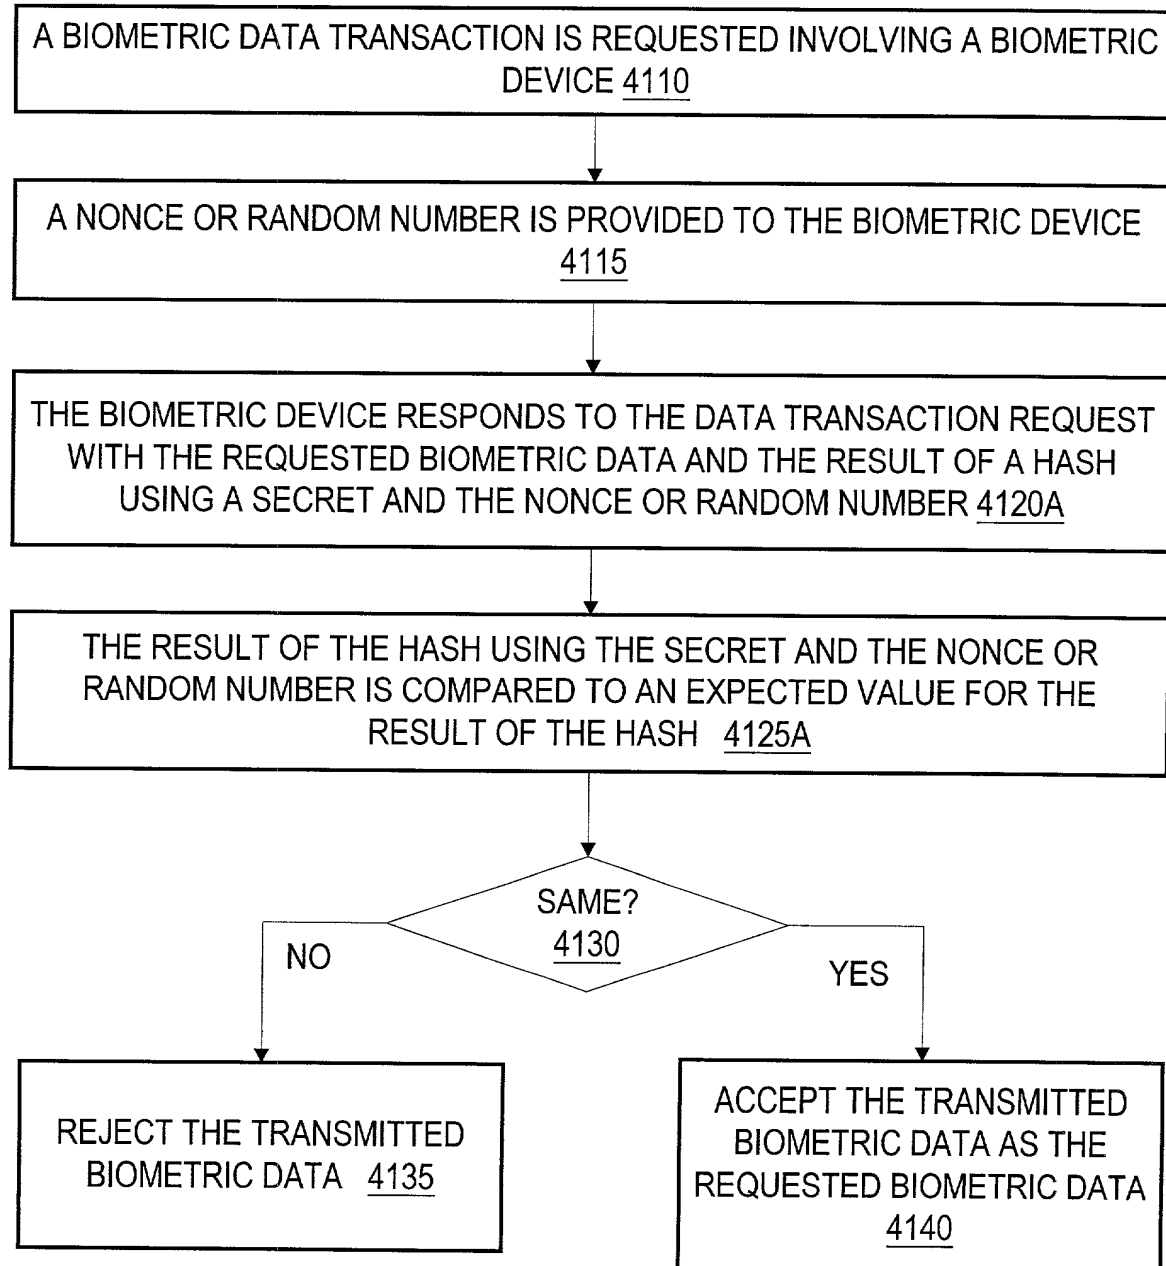 A BIOMETRIC DATA TRANSACTION IS REQUESTED INVOLVING A BIOMETRIC
DEVICE 4110
A NONCE OR RANDOM NUMBER IS PROVIDED TO THE BIOMETRIC DEVICE
4115
THE BIOMETRIC DEVICE RESPONDS TO THE DATA TRANSACTION REQUEST
WITH THE REQUESTED BIOMETRIC DATA AND THE RESULT OF A HASH
USING A SECRET AND THE NONCE OR RANDOM NUMBER 4120A
THE RESULT OF THE HASH USING THE SECRET AND THE NONCE OR
RANDOM NUMBER IS COMPARED TO AN EXPECTED VALUE FOR THE
RESULT OF THE HASH 4125A
SAME?
4130
NO
YES
REJECT THE TRANSMITTED
BIOMETRIC DATA 4135
ACCEPT THE TRANSMITTED
BIOMETRIC DATA AS THE
REQUESTED BIOMETRIC DATA
4140